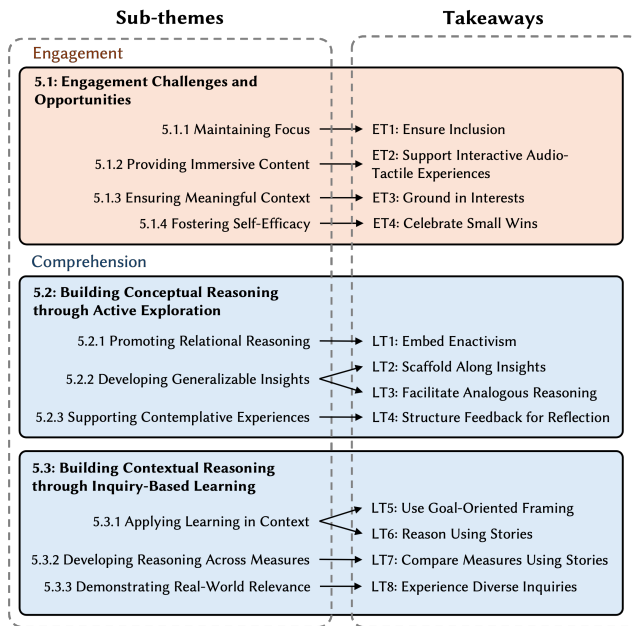 Sub-themes
Takeaways
Engagement
5.1: Engagement Challenges and
Opportunities
5.1.1 Maintaining Focus
ET1: Ensure Inclusion
5.1.2 Providing Immersive Content
ET2: Support Interactive Audio-
Tactile Experiences
5.1.3 Ensuring Meaningful Context
ET3: Ground in Interests
5.1.4 Fostering Self-Efficacy
ET4: Celebrate Small Wins
Comprehension
5.2: Building Conceptual Reasoning
through Active Exploration
5.2.1 Promoting Relational Reasoning
LT1: Embed Enactivism
5.2.2 Developing Generalizable Insights
LT2: Scaffold Along Insights
LT3: Facilitate Analogous Reasoning
5.2.3 Supporting Contemplative Experiences
LT4: Structure Feedback for Reflection
5.3: Building Contextual Reasoning
through Inquiry-Based Learning
5.3.1 Applying Learning in Context
LT5: Use Goal-Oriented Framing
LT6: Reason Using Stories
5.3.2 Developing Reasoning Across Measures
LT7: Compare Measures Using Stories
5.3.3 Demonstrating Real-World Relevance
LT8: Experience Diverse Inquiries